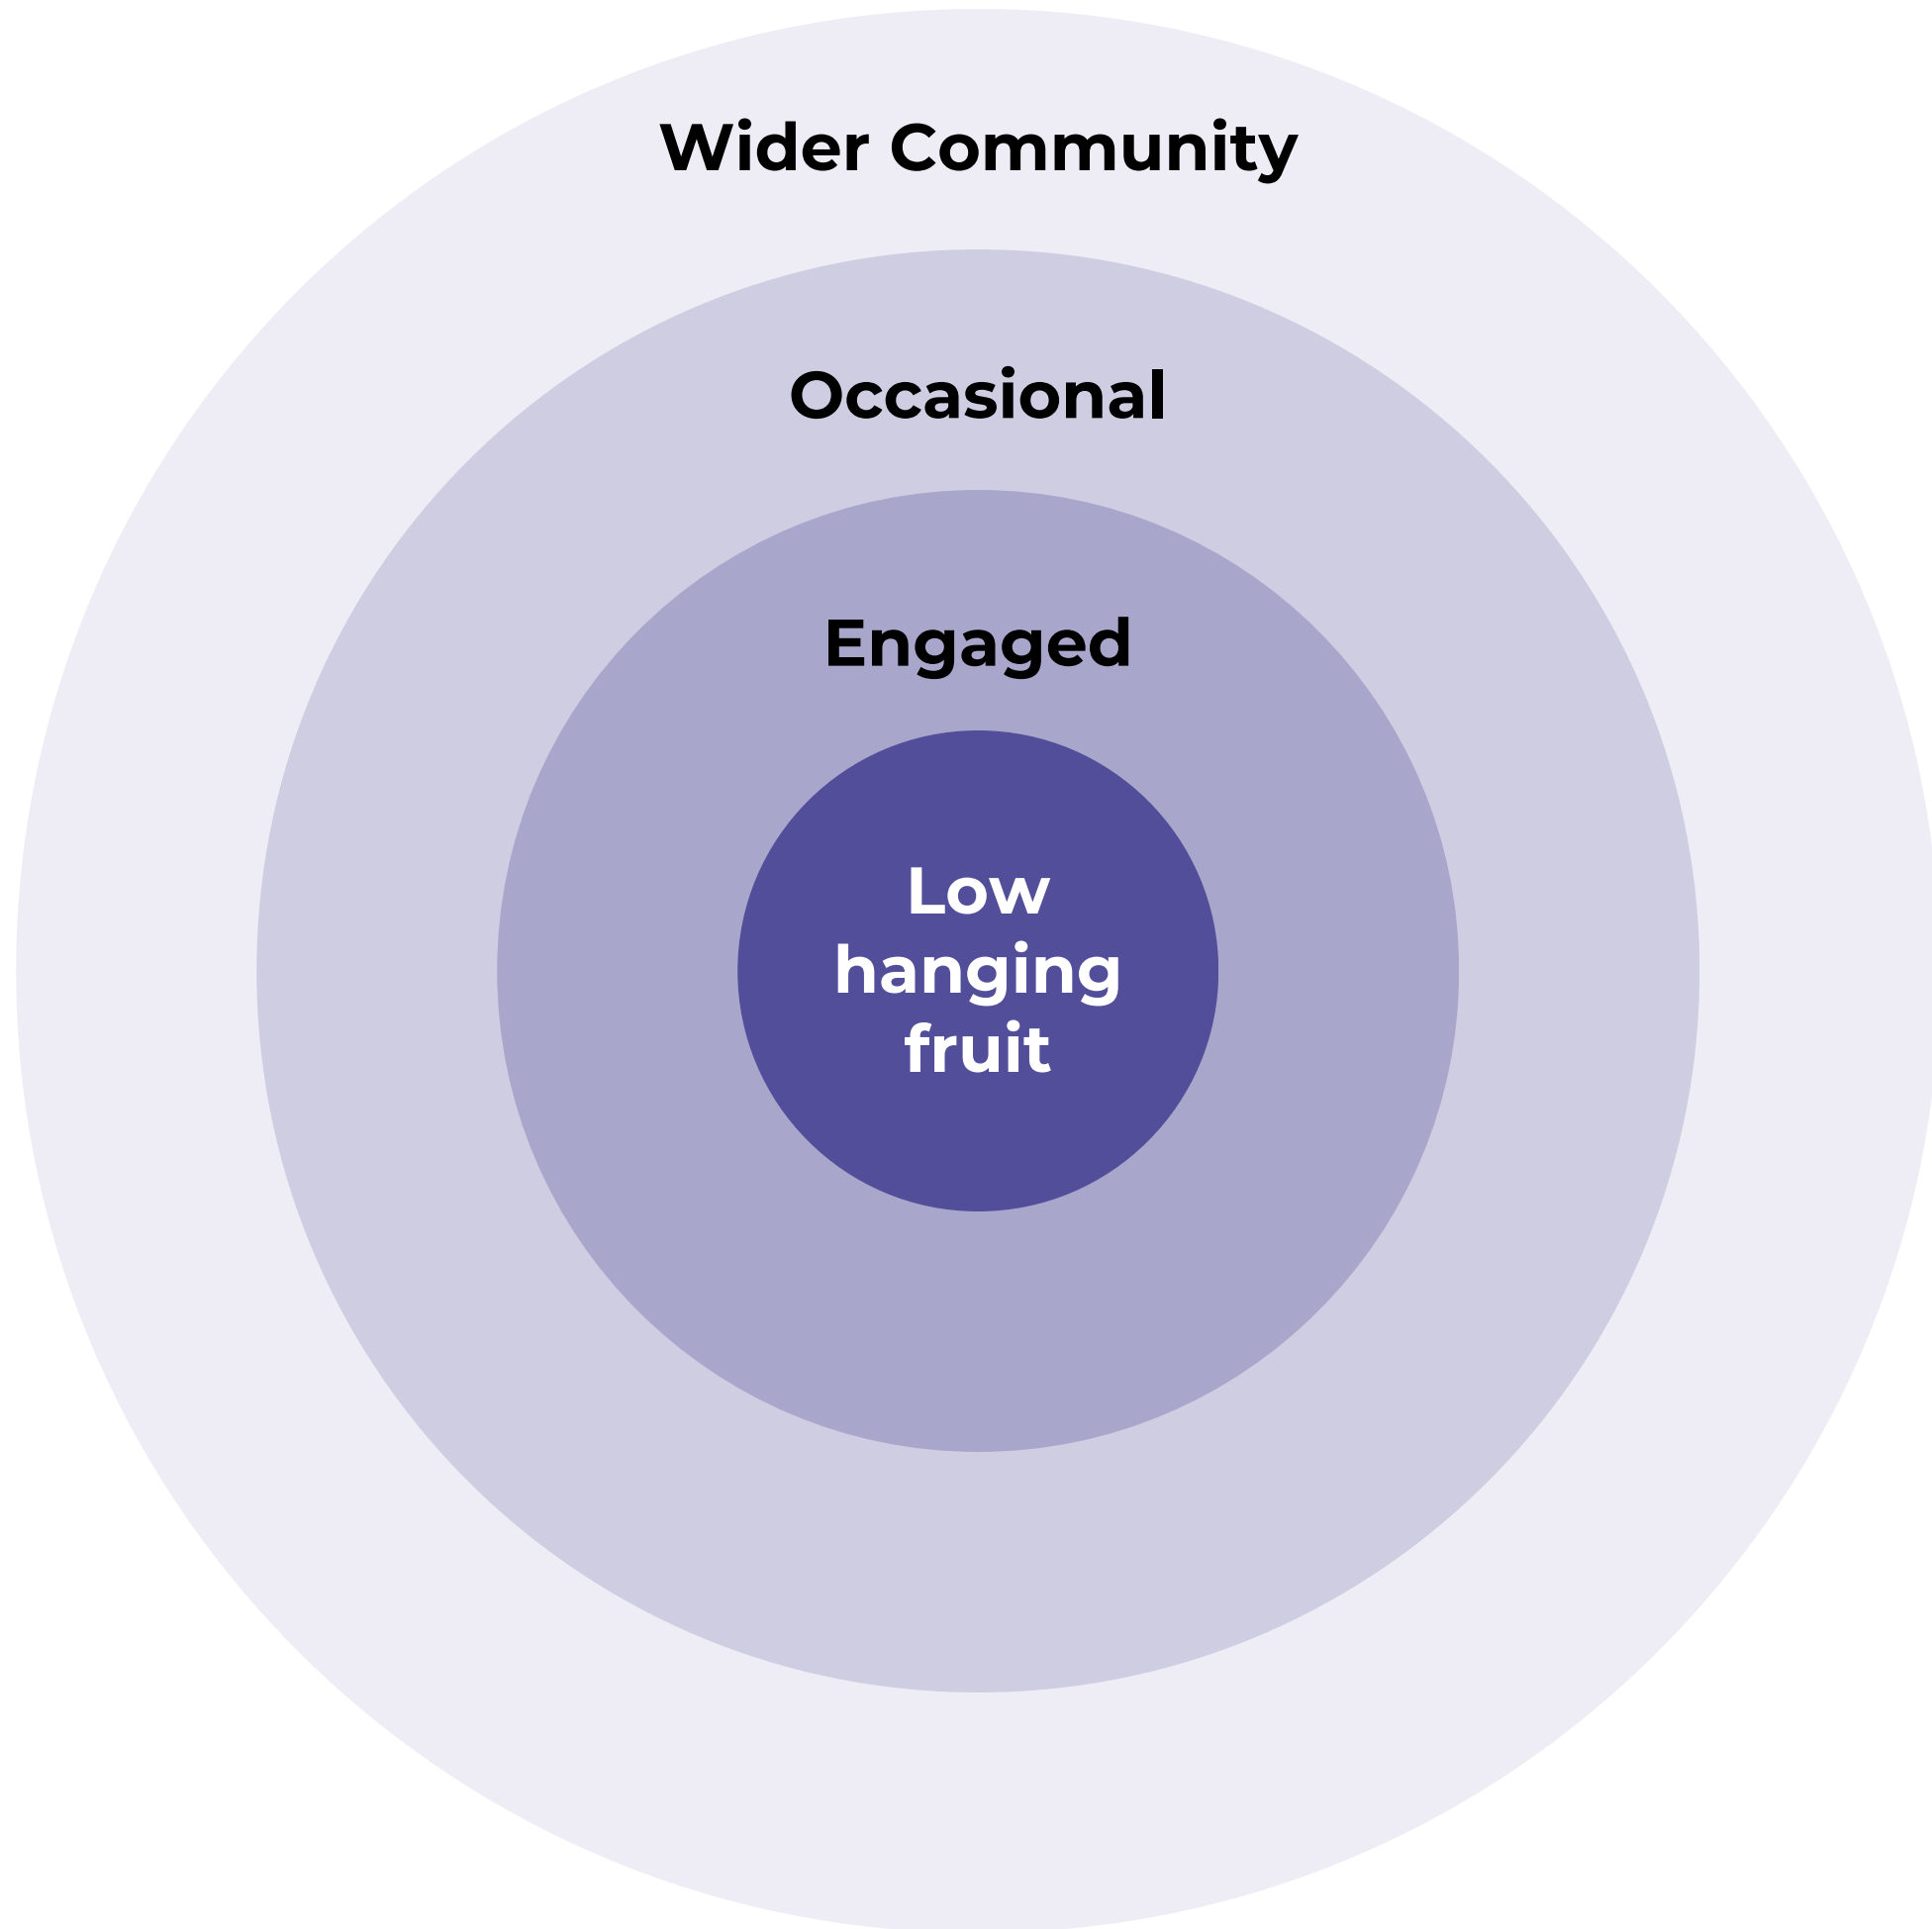 Wider Community
Occasional
Engaged
Low
hanging
fruit